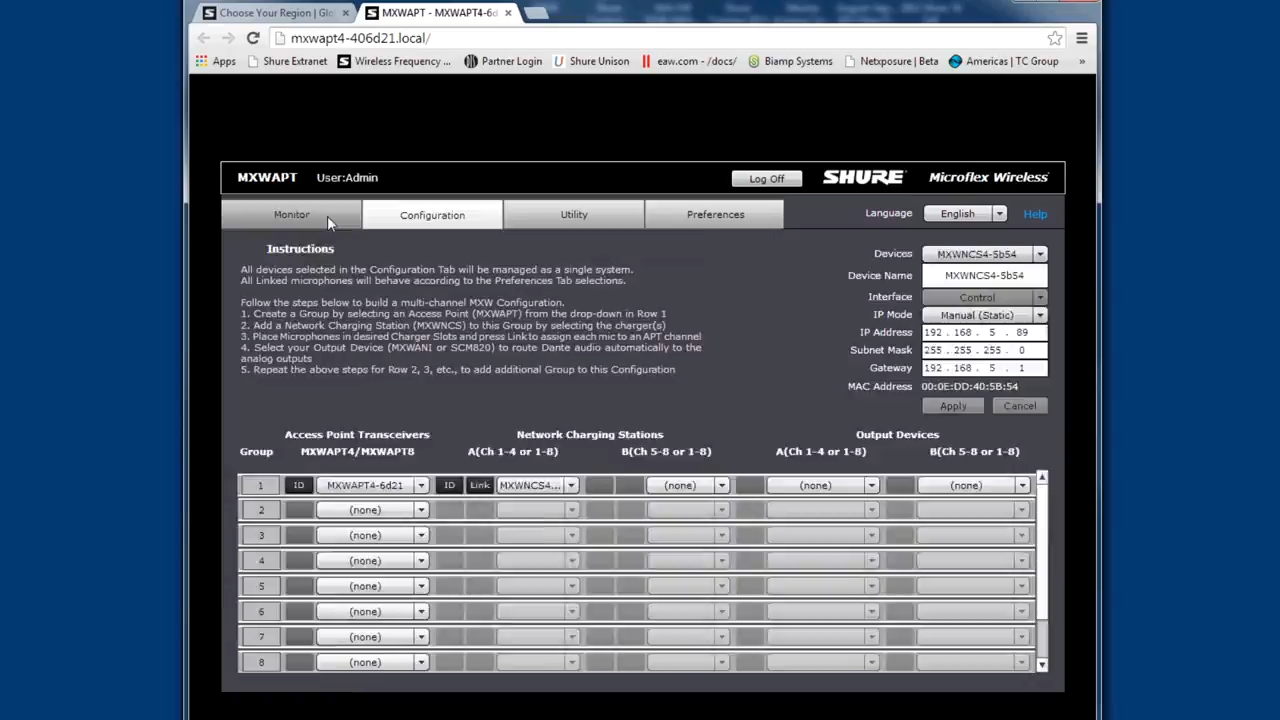 Choose Your Region | Glo
MXWAPT - MXWAPT4-6d
mxwapt4-406d21.local/
Apps
Shure Extranet
Wireless Frequency ...
Partner Login
Shure Unison
eaw.com - /docs/
Biamp Systems
Netxposure | Beta
Americas | TC Group
»
MXWAPT
User:Admin
Log Off
SHURE
Microflex Wireless
Monitor
Configuration
Utility
Preferences
Language
English
Help
Instructions
All devices selected in the Configuration Tab will be managed as a single system.
All Linked microphones will behave according to the Preferences Tab selections.
Follow the steps below to build a multi-channel MXW Configuration.
1. Create a Group by selecting an Access Point (MXWAPT) from the drop-down in Row 1
2. Add a Network Charging Station (MXWNCS) to this Group by selecting the charger(s)
3. Place Microphones in desired Charger Slots and press Link to assign each mic to an APT channel
4. Select your Output Device (MXWANI or SCM820) to route Dante audio automatically to the
analog outputs
5. Repeat the above steps for Row 2, 3, etc., to add additional Group to this Configuration
Devices MXWNCS4-5b54
Device Name MXWNCS4-5b54
Interface Control
IP Mode Manual (Static)
IP Address 192 . 168 . 5 . 89
Subnet Mask 255 . 255 . 255 . 0
Gateway 192 . 168 . 5 . 1
MAC Address 00:0E:DD:40:5B:54
Apply Cancel
Access Point Transceivers Network Charging Stations Output Devices
Group MXWAPT4/MXWAPT8 A(Ch 1-4 or 1-8) B(Ch 5-8 or 1-8) A(Ch 1-4 or 1-8) B(Ch 5-8 or 1-8)
1 ID MXWAPT4-6d21 ID Link MXWNCS4... (none) (none) (none)
2 (none)
3 (none)
4 (none)
5 (none)
6 (none)
7 (none)
8 (none)